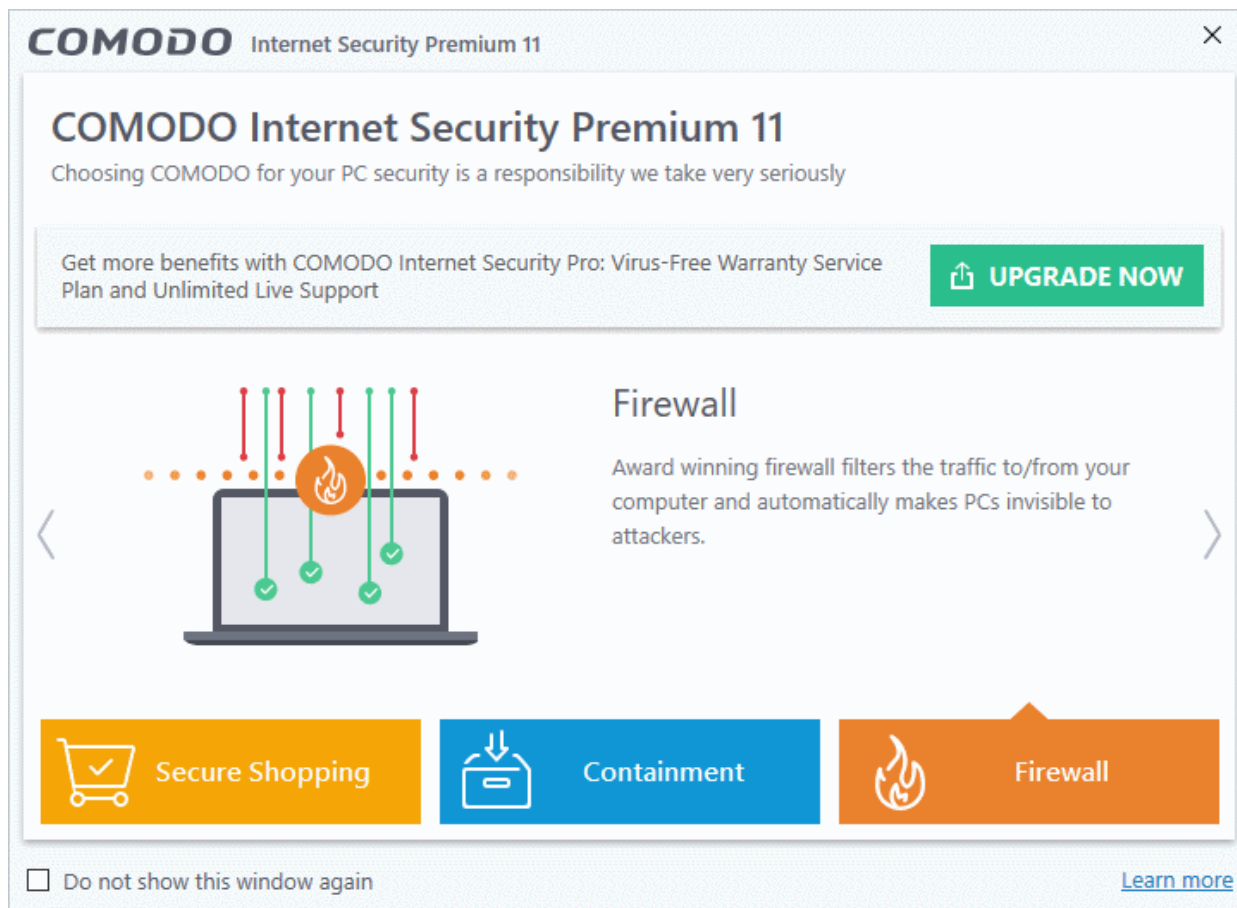 COMODO Internet Security Premium 11
COMODO Internet Security Premium 11
Choosing COMODO for your PC security is a responsibility we take very seriously
Get more benefits with COMODO Internet Security Pro: Virus-Free Warranty Service
Plan and Unlimited Live Support
UPGRADE NOW
Firewall
Award winning firewall filters the traffic to/from your
computer and automatically makes PCs invisible to
attackers.
Secure Shopping
Containment
Firewall
Do not show this window again
Learn more